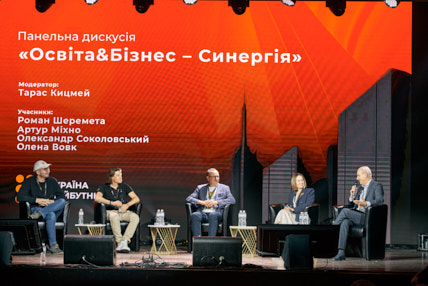 Панельна дискусія
«Освіта&Бізнес – Синергія»
Модератор:
Тарас Кицмей
Учасники:
Роман Шеремета
Артур Міхно
Олександр Соколовський
Олена Вовк